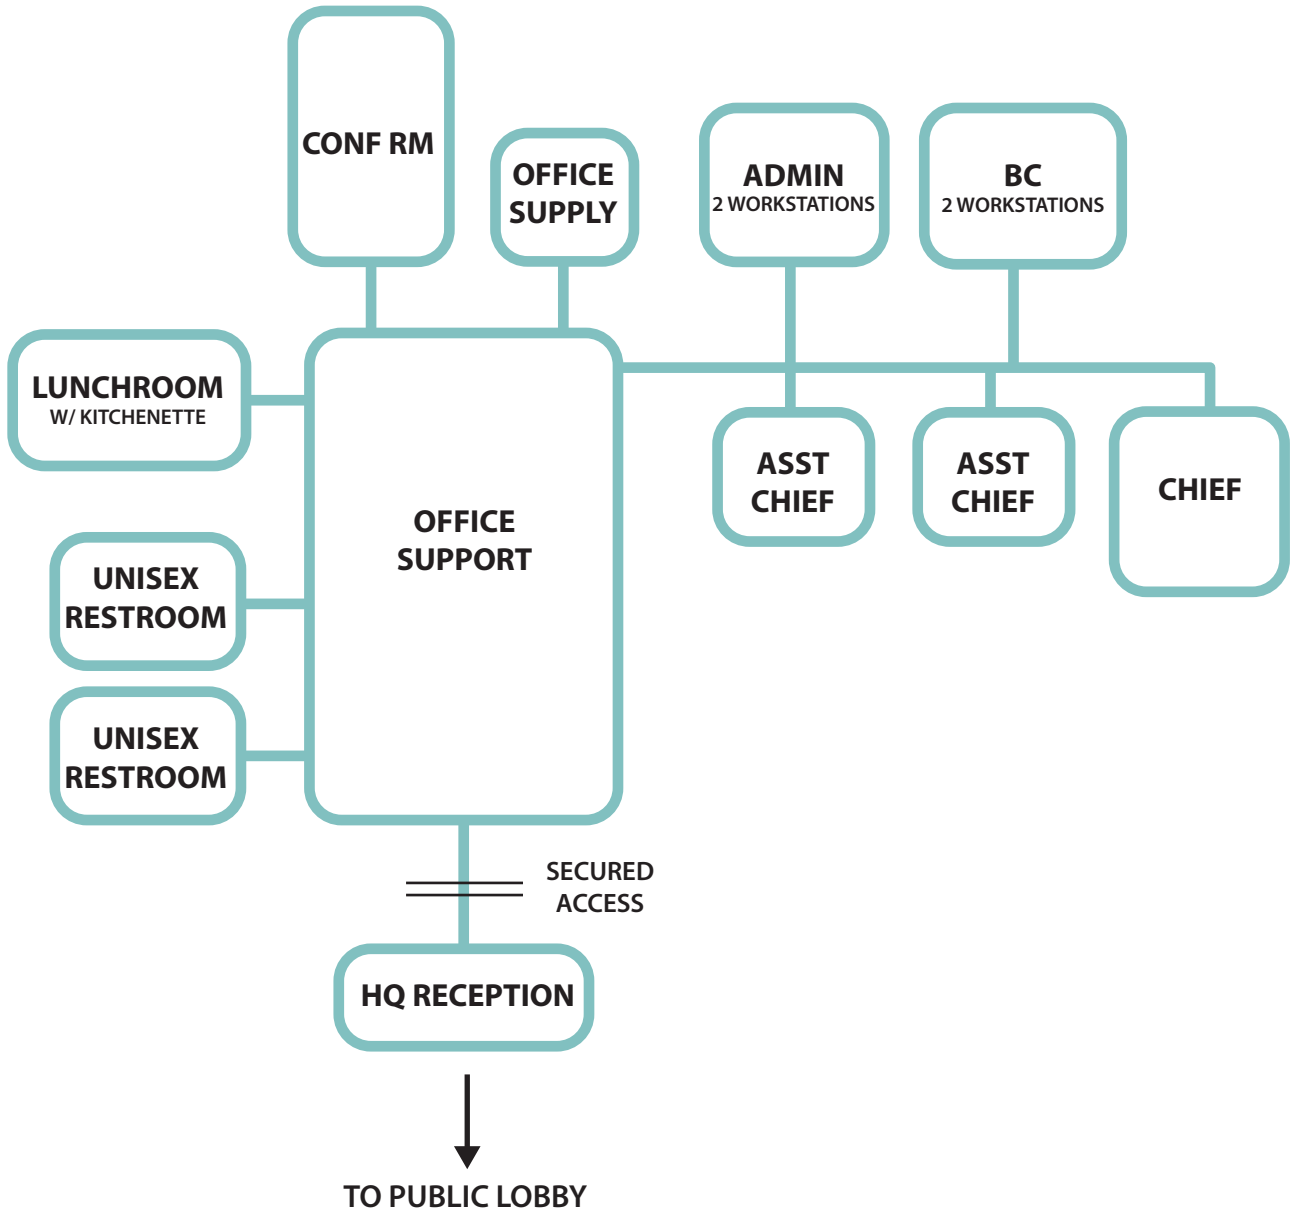 CONF RM
OFFICE
SUPPLY
ADMIN
2 WORKSTATIONS
BC
2 WORKSTATIONS
LUNCHROOM
W/ KITCHENETTE
OFFICE
SUPPORT
ASST
CHIEF
ASST
CHIEF
CHIEF
UNISEX
RESTROOM
UNISEX
RESTROOM
SECURED
ACCESS
HQ RECEPTION
TO PUBLIC LOBBY